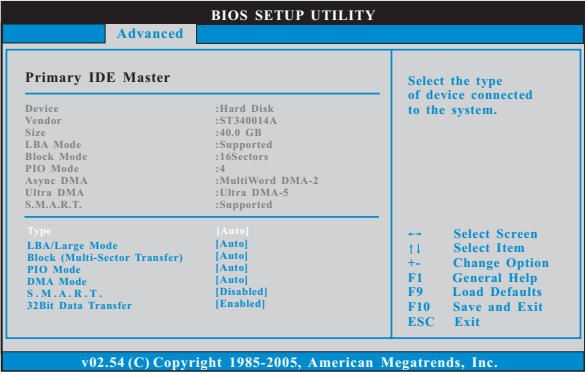 BIOS SETUP UTILITY
Advanced
Primary IDE Master
Device :Hard Disk
Vendor :ST340014A
Size :40.0 GB
LBA Mode :Supported
Block Mode :16Sectors
PIO Mode :4
Async DMA :MultiWord DMA-2
Ultra DMA :Ultra DMA-5
S.M.A.R.T. :Supported
Type [Auto]
LBA/Large Mode [Auto]
Block (Multi-Sector Transfer) [Auto]
PIO Mode [Auto]
DMA Mode [Auto]
S.M.A.R.T. [Disabled]
32Bit Data Transfer [Enabled]
Select the type
of device connected
to the system.
←→ Select Screen
↑↓ Select Item
+- Change Option
F1 General Help
F9 Load Defaults
F10 Save and Exit
ESC Exit
v02.54 (C) Copyright 1985-2005, American Megatrends, Inc.